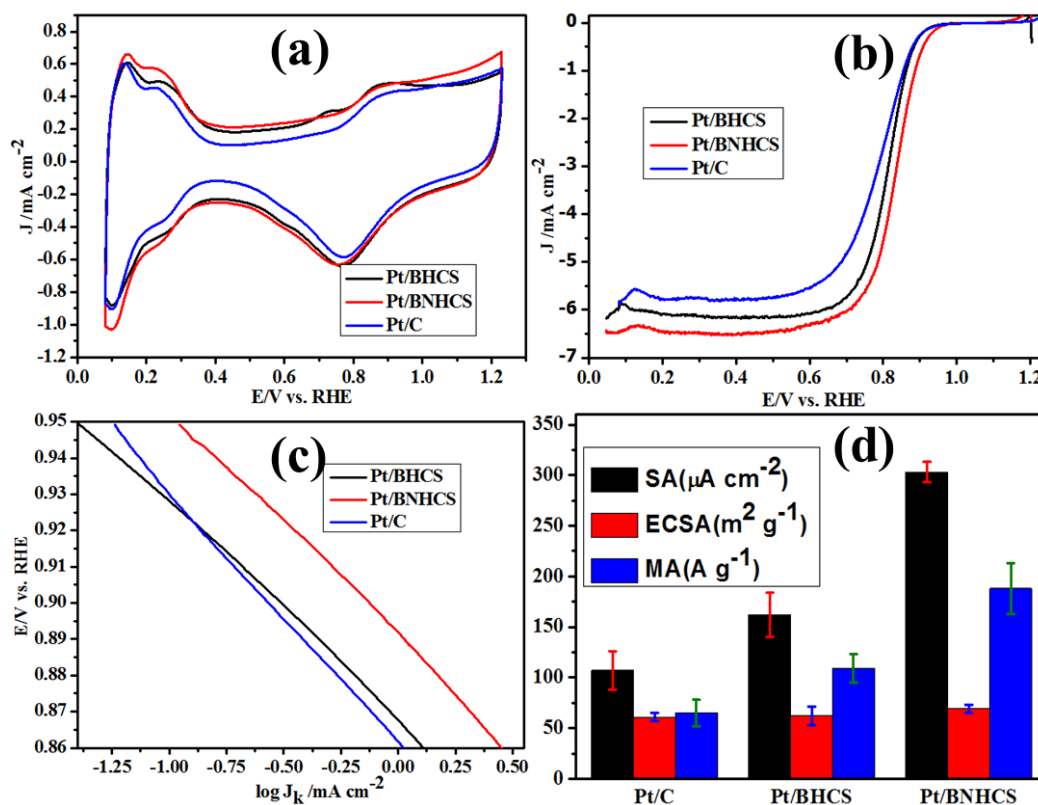 (a)
J /mA cm-2
0.8
0.6
0.4
0.2
0.0
-0.2
-0.4
-0.6
-0.8
-1.0
-1.2
Pt/BHCS
Pt/BNHCS
Pt/C
0.0 0.2 0.4 0.6 0.8 1.0 1.2
E/V vs. RHE
(b)
J /mA cm-2
0
-1
-2
-3
-4
-5
-6
-7
Pt/BHCS
Pt/BNHCS
Pt/C
0.0 0.2 0.4 0.6 0.8 1.0 1.2
E/V vs. RHE
(c)
E/V vs. RHE
0.95
0.94
0.93
0.92
0.91
0.90
0.89
0.88
0.87
0.86
Pt/BHCS
Pt/BNHCS
Pt/C
-1.25 -1.00 -0.75 -0.50 -0.25 0.00 0.25 0.50
log Jk /mA cm-2
(d)
350
300
250
200
150
100
50
0
SA(μA cm-2)
ECSA(m2 g-1)
MA(A g-1)
Pt/C Pt/BHCS Pt/BNHCS